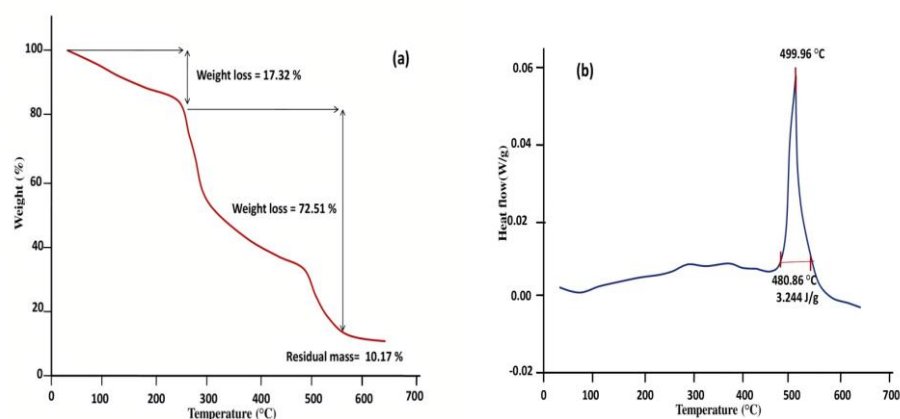 (a)
100
80
60
40
20
0
Weight (%)
Weight loss = 17.32 %
Weight loss = 72.51 %
Residual mass= 10.17 %
0 100 200 300 400 500 600 700
Temperature (°C)
(b)
499.96 °C
0.06
0.04
0.02
0.00
-0.02
Heat flow(W/g)
480.86 °C
3.244 J/g
0 100 200 300 400 500 600 700
Temperature (°C)